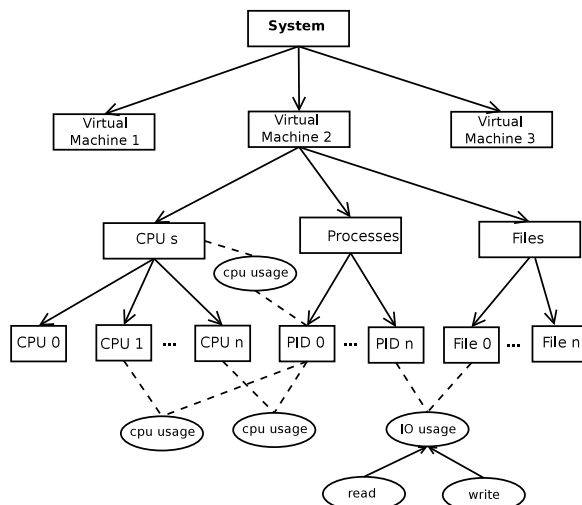 System
Virtual
Machine 1
Virtual
Machine 2
Virtual
Machine 3
CPU s
Processes
Files
cpu usage
CPU 0
CPU 1
...
CPU n
PID 0
...
PID n
File 0
...
File n
cpu usage
cpu usage
IO usage
read
write